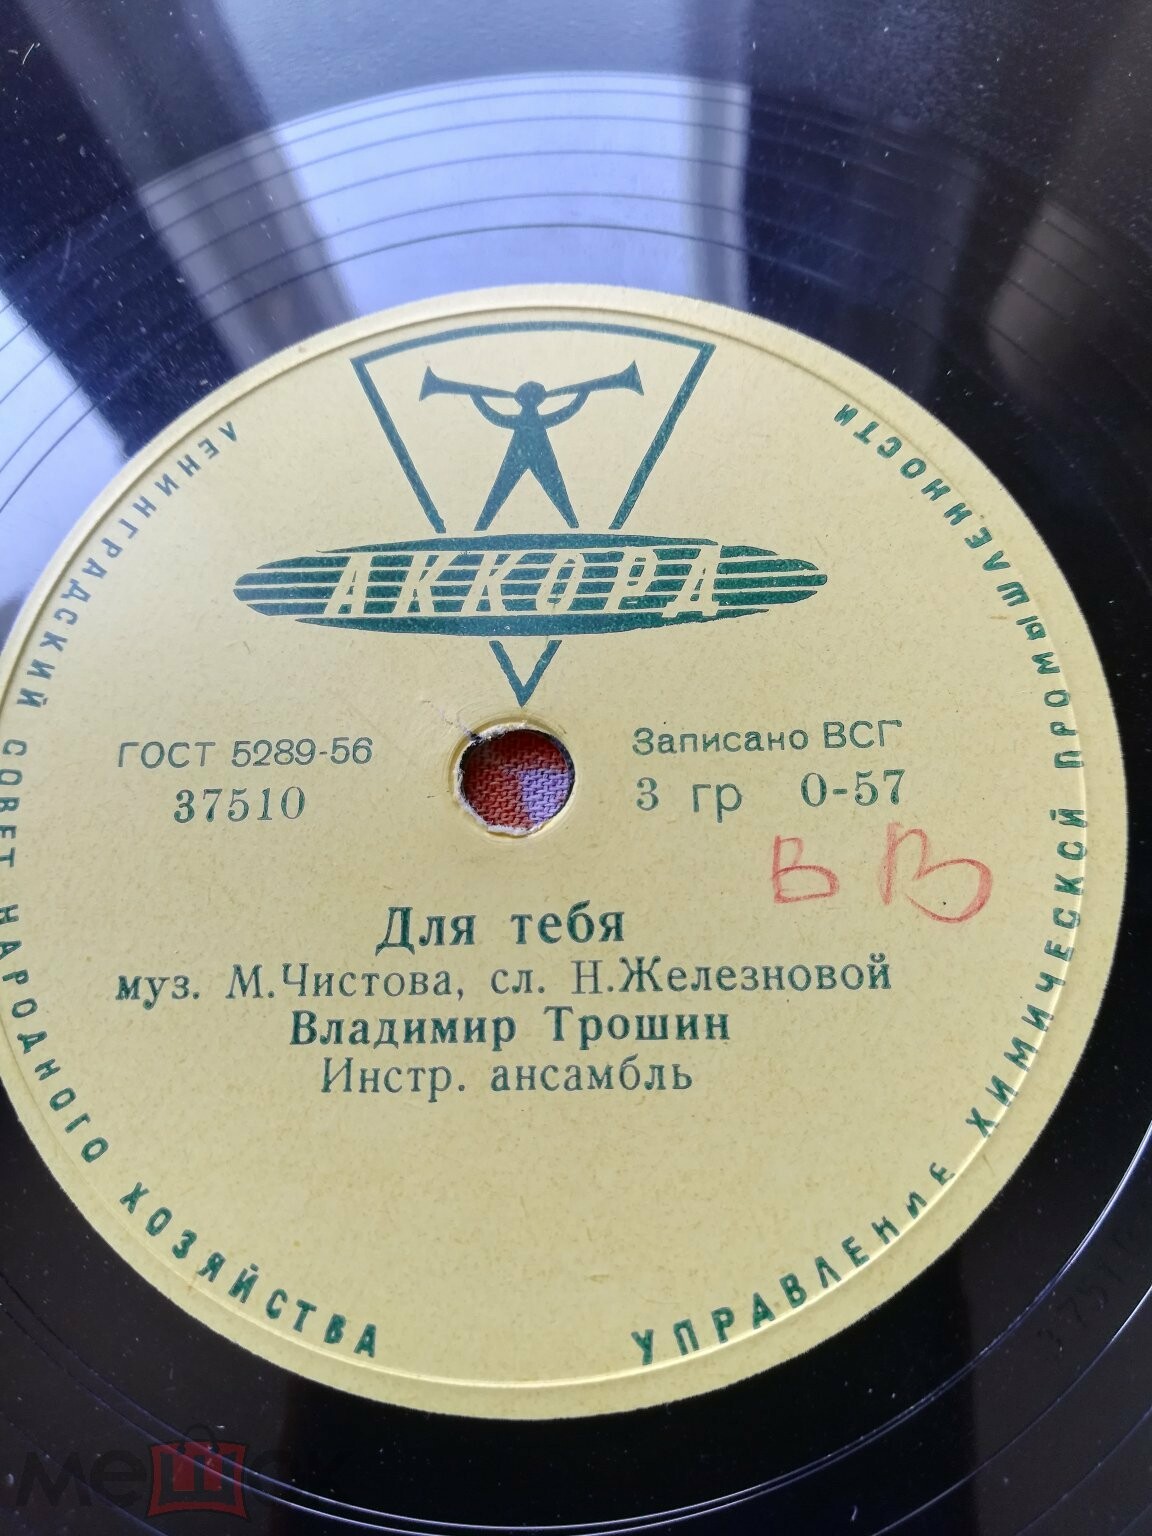 ЛЕНИНГРАДСКИЙ СОВЕТ НАРОДНОГО ХОЗЯЙСТВА
УПРАВЛЕНИЕ ХИМИЧЕСКОЙ ПРОМЫШЛЕННОСТИ
АККОРД
ГОСТ 5289-56
37510
Записано ВСГ
3 гр 0-57
В В
Для тебя
муз. М.Чистова, сл. Н.Железновой
Владимир Трошин
Инстр. ансамбль
мешок